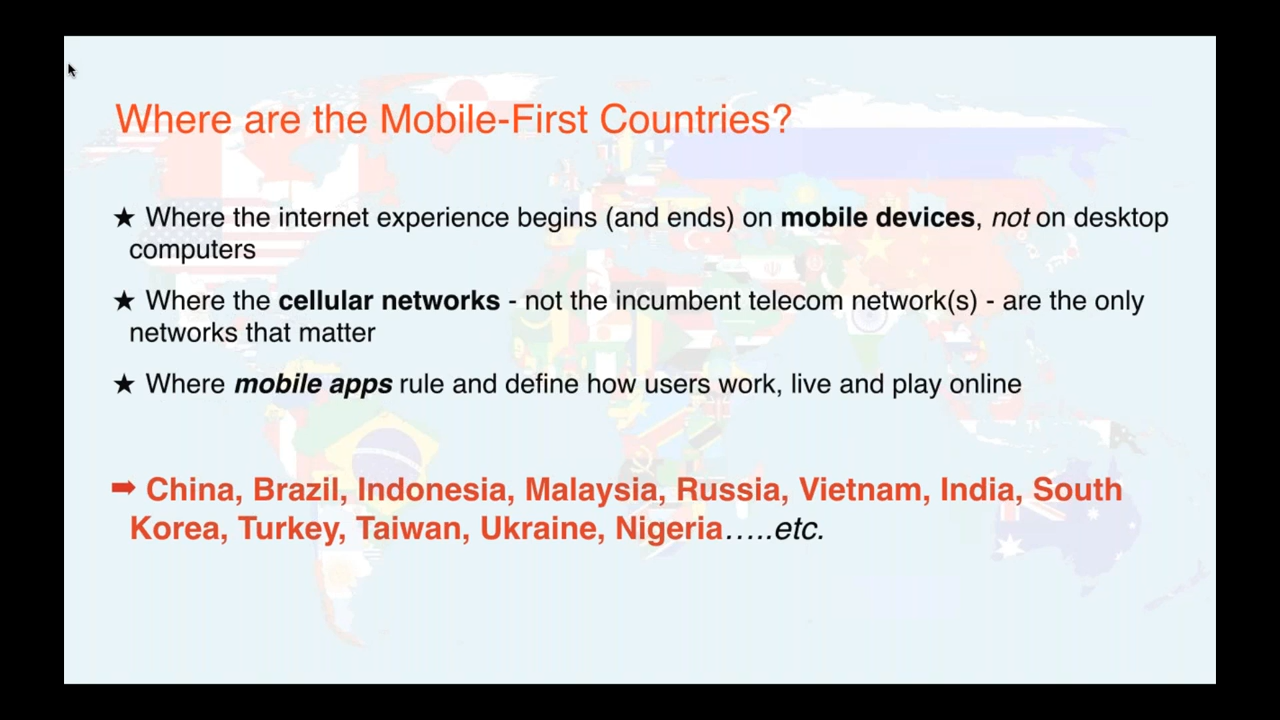 Where are the Mobile-First Countries?
★ Where the internet experience begins (and ends) on mobile devices, not on desktop
computers
★ Where the cellular networks - not the incumbent telecom network(s) - are the only
networks that matter
★ Where mobile apps rule and define how users work, live and play online
➡ China, Brazil, Indonesia, Malaysia, Russia, Vietnam, India, South
Korea, Turkey, Taiwan, Ukraine, Nigeria…..etc.